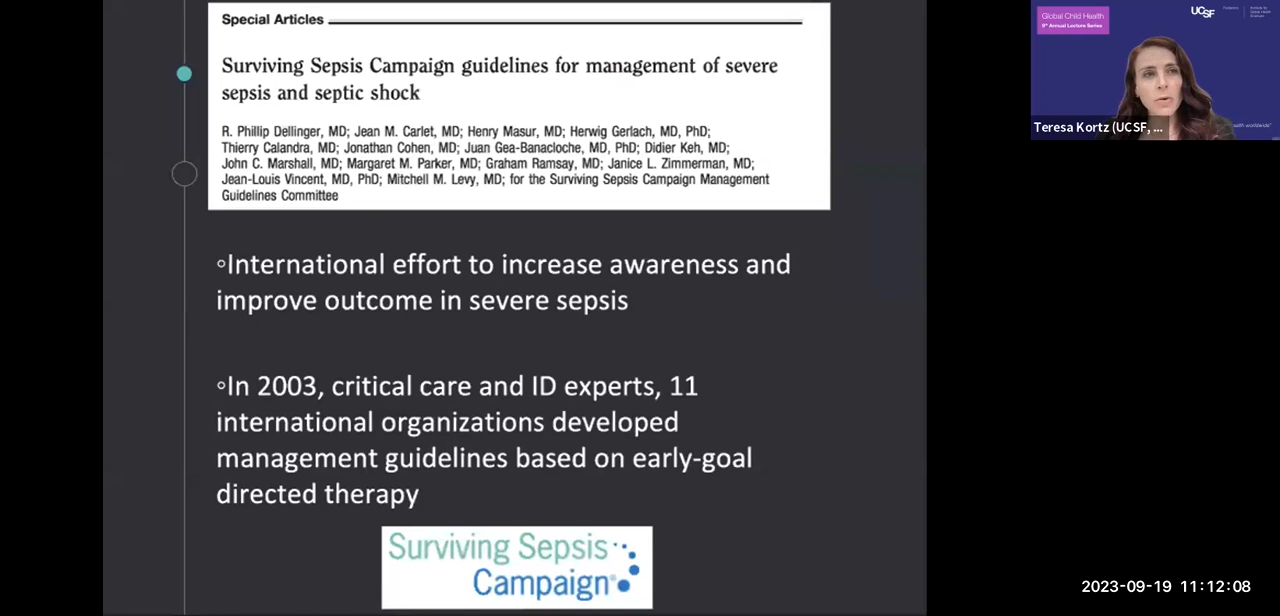 Special Articles
Surviving Sepsis Campaign guidelines for management of severe
sepsis and septic shock
R. Phillip Dellinger, MD; Jean M. Carlet, MD; Henry Masur, MD; Herwig Gerlach, MD, PhD;
Thierry Calandra, MD; Jonathan Cohen, MD; Juan Gea-Banacloche, MD, PhD; Didier Keh, MD;
John C. Marshall, MD; Margaret M. Parker, MD; Graham Ramsay, MD; Janice L. Zimmerman, MD;
Jean-Louis Vincent, MD, PhD; Mitchell M. Levy, MD; for the Surviving Sepsis Campaign Management
Guidelines Committee
◦International effort to increase awareness and
improve outcome in severe sepsis
◦In 2003, critical care and ID experts, 11
international organizations developed
management guidelines based on early-goal
directed therapy
Surviving Sepsis
Campaign®
Global Child Health
9th Annual Lecture Series
UCSF
Teresa Kortz (UCSF, ...
2023-09-19 11:12:08